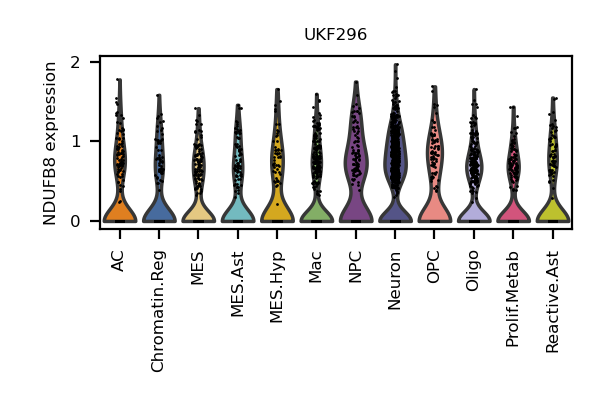 UKF296
NDUFB8 expression
2
1
0
AC
Chromatin.Reg
MES
MES.Ast
MES.Hyp
Mac
NPC
Neuron
OPC
Oligo
Prolif.Metab
Reactive.Ast